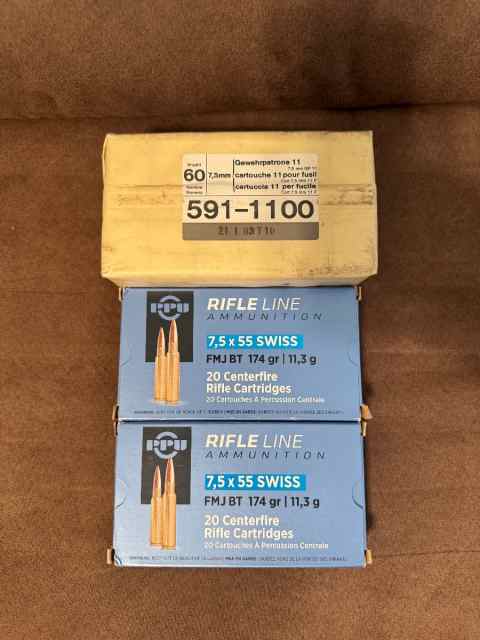 60
7,5mm
Gewehrpatrone 11
cartouche 11 pour fusil
cartuccia 11 per fucile
591-1100
PPU
RIFLE LINE
AMMUNITION
7,5 x 55 SWISS
FMJ BT 174 gr | 11,3 g
20 Centerfire
Rifle Cartridges
20 Cartouches À Percussion Centrale
PPU
RIFLE LINE
AMMUNITION
7,5 x 55 SWISS
FMJ BT 174 gr | 11,3 g
20 Centerfire
Rifle Cartridges
20 Cartouches À Percussion Centrale